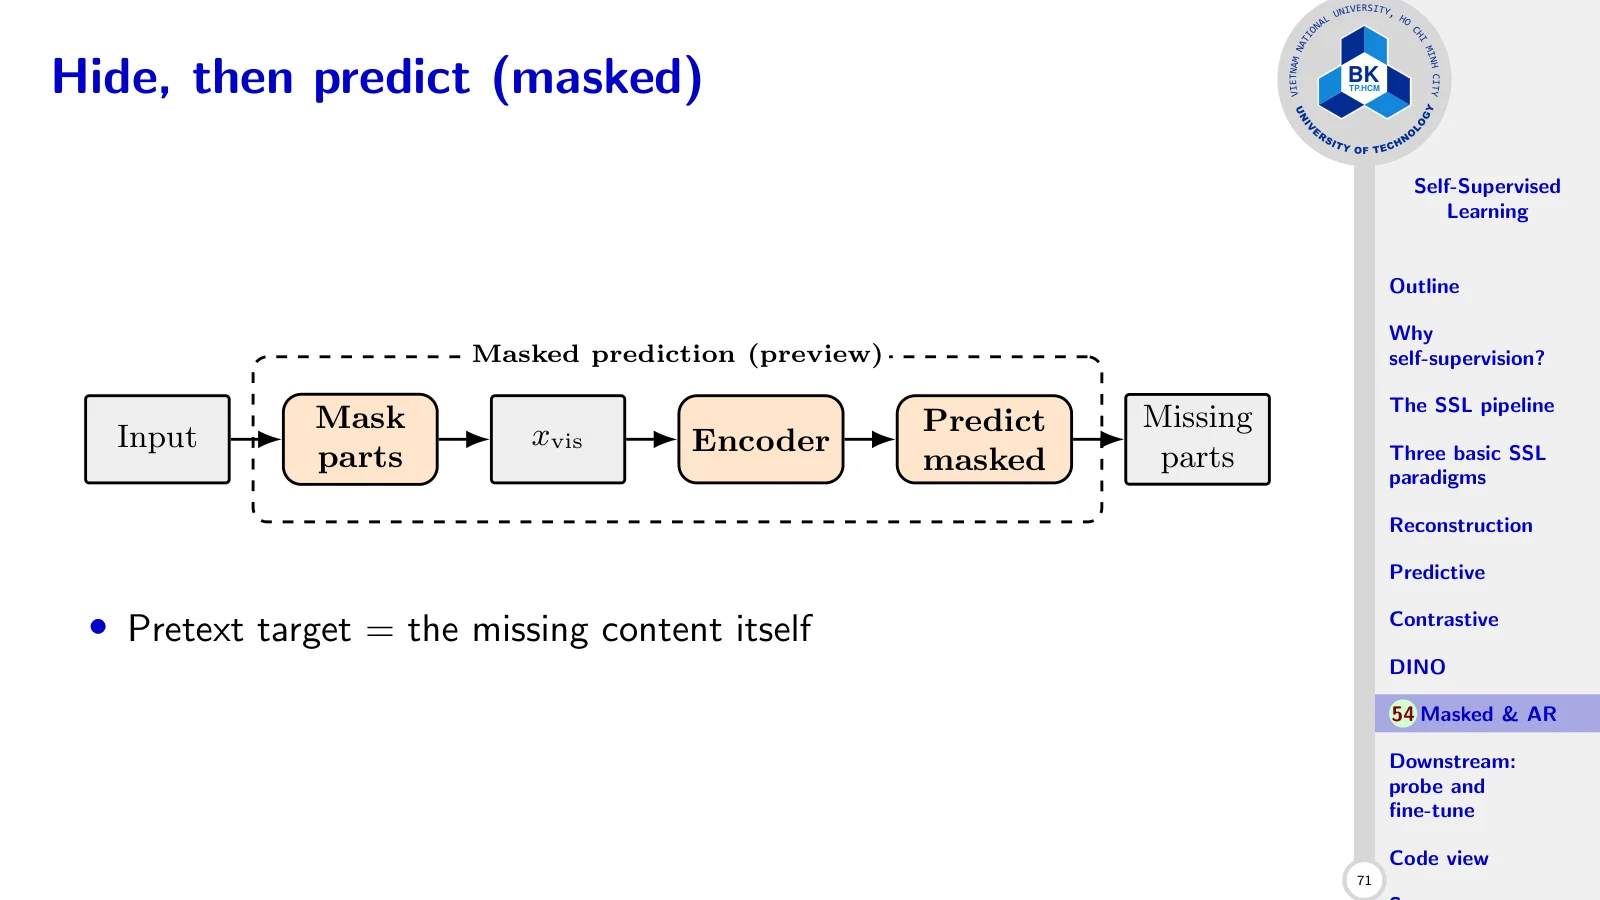 Hide, then predict (masked)
VIETNAM NATIONAL UNIVERSITY, HO CHI MINH CITY
BK
TP.HCM
UNIVERSITY OF TECHNOLOGY
Masked prediction (preview)
Input
Mask
parts
x_vis
Encoder
Predict
masked
Missing
parts
• Pretext target = the missing content itself
Self-Supervised
Learning
Outline
Why
self-supervision?
The SSL pipeline
Three basic SSL
paradigms
Reconstruction
Predictive
Contrastive
DINO
54 Masked & AR
Downstream:
probe and
fine-tune
Code view
71